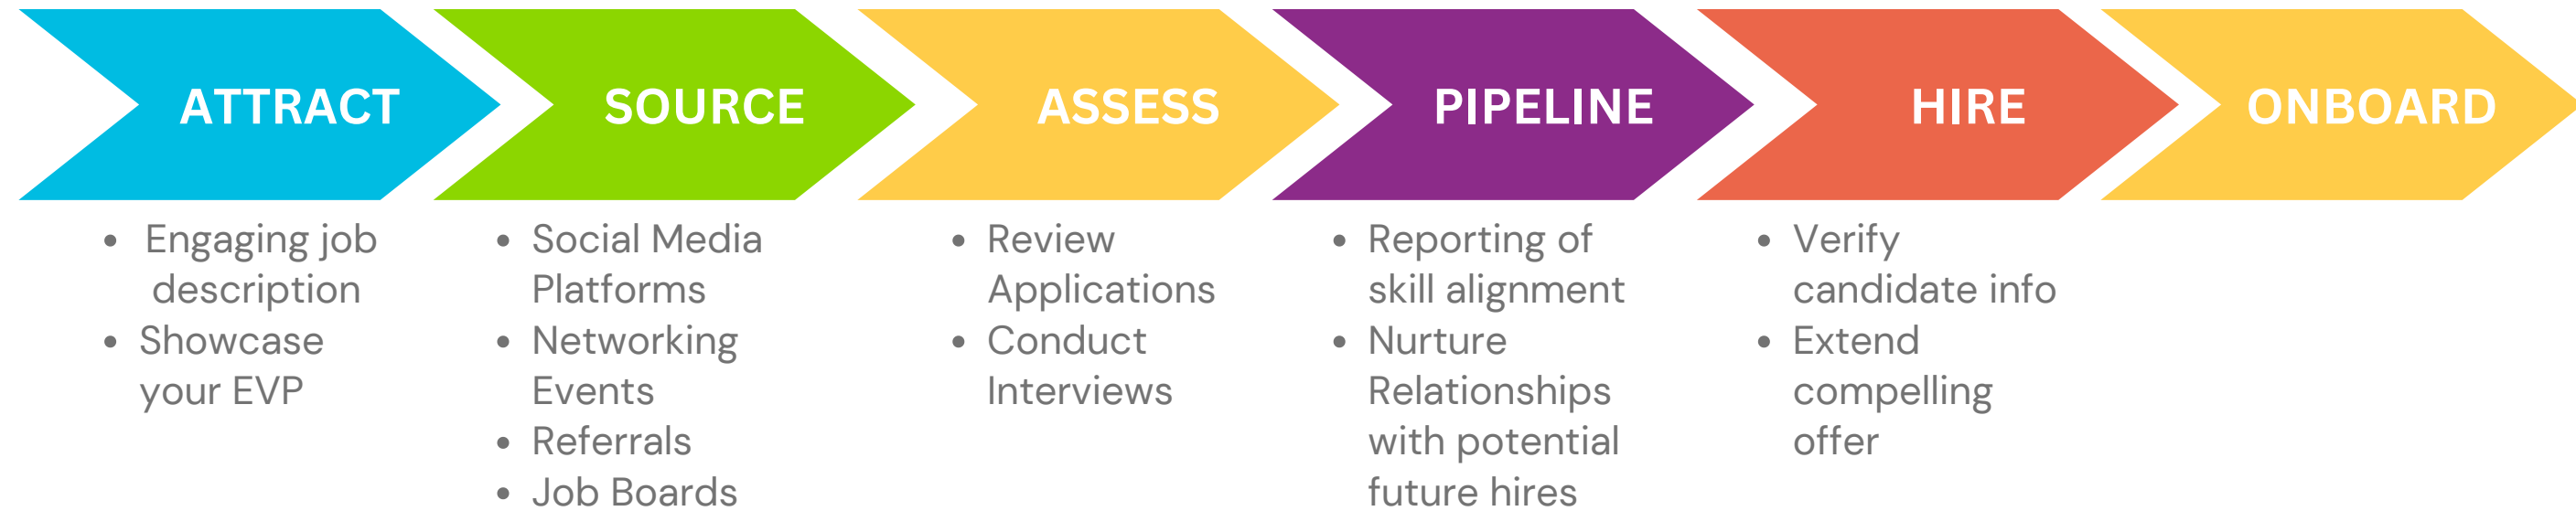 ATTRACT
SOURCE
ASSESS
PIPELINE
HIRE
ONBOARD
• Engaging job
description
• Showcase
your EVP
• Social Media
Platforms
• Networking
Events
• Referrals
• Job Boards
• Review
Applications
• Conduct
Interviews
• Reporting of
skill alignment
• Nurture
Relationships
with potential
future hires
• Verify
candidate info
• Extend
compelling
offer